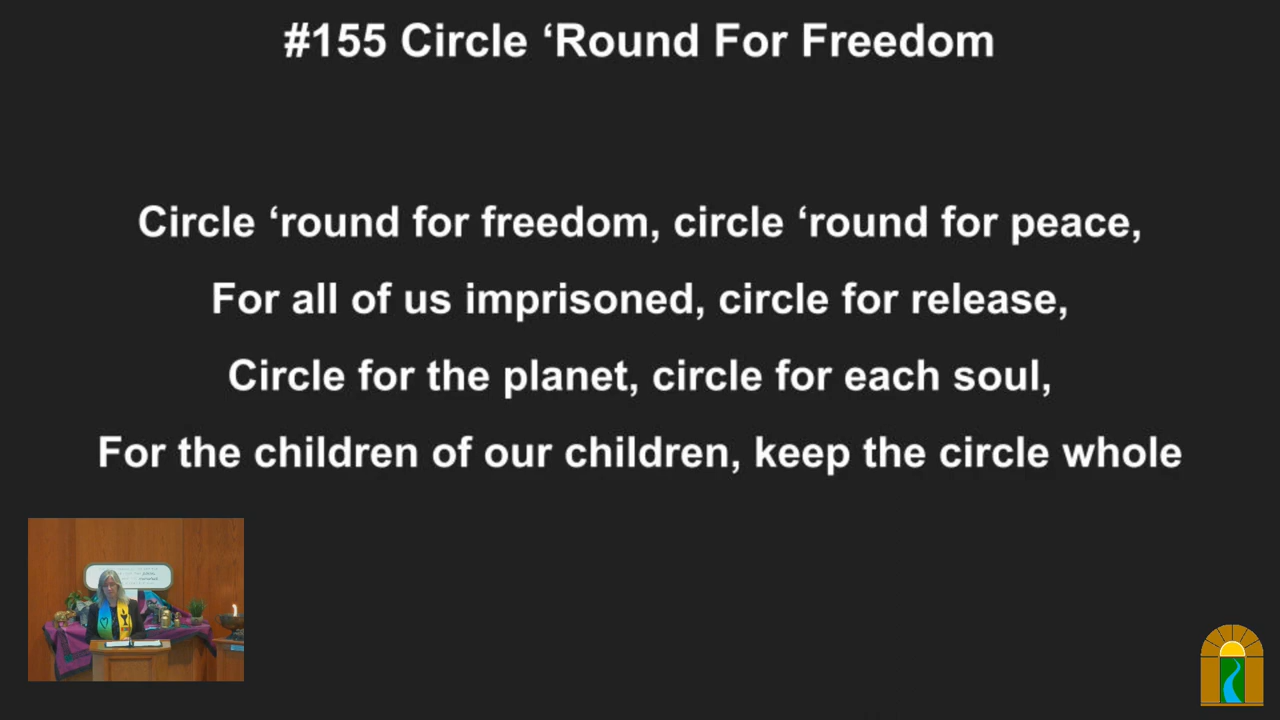 #155 Circle ‘Round For Freedom
Circle ‘round for freedom, circle ‘round for peace,
For all of us imprisoned, circle for release,
Circle for the planet, circle for each soul,
For the children of our children, keep the circle whole